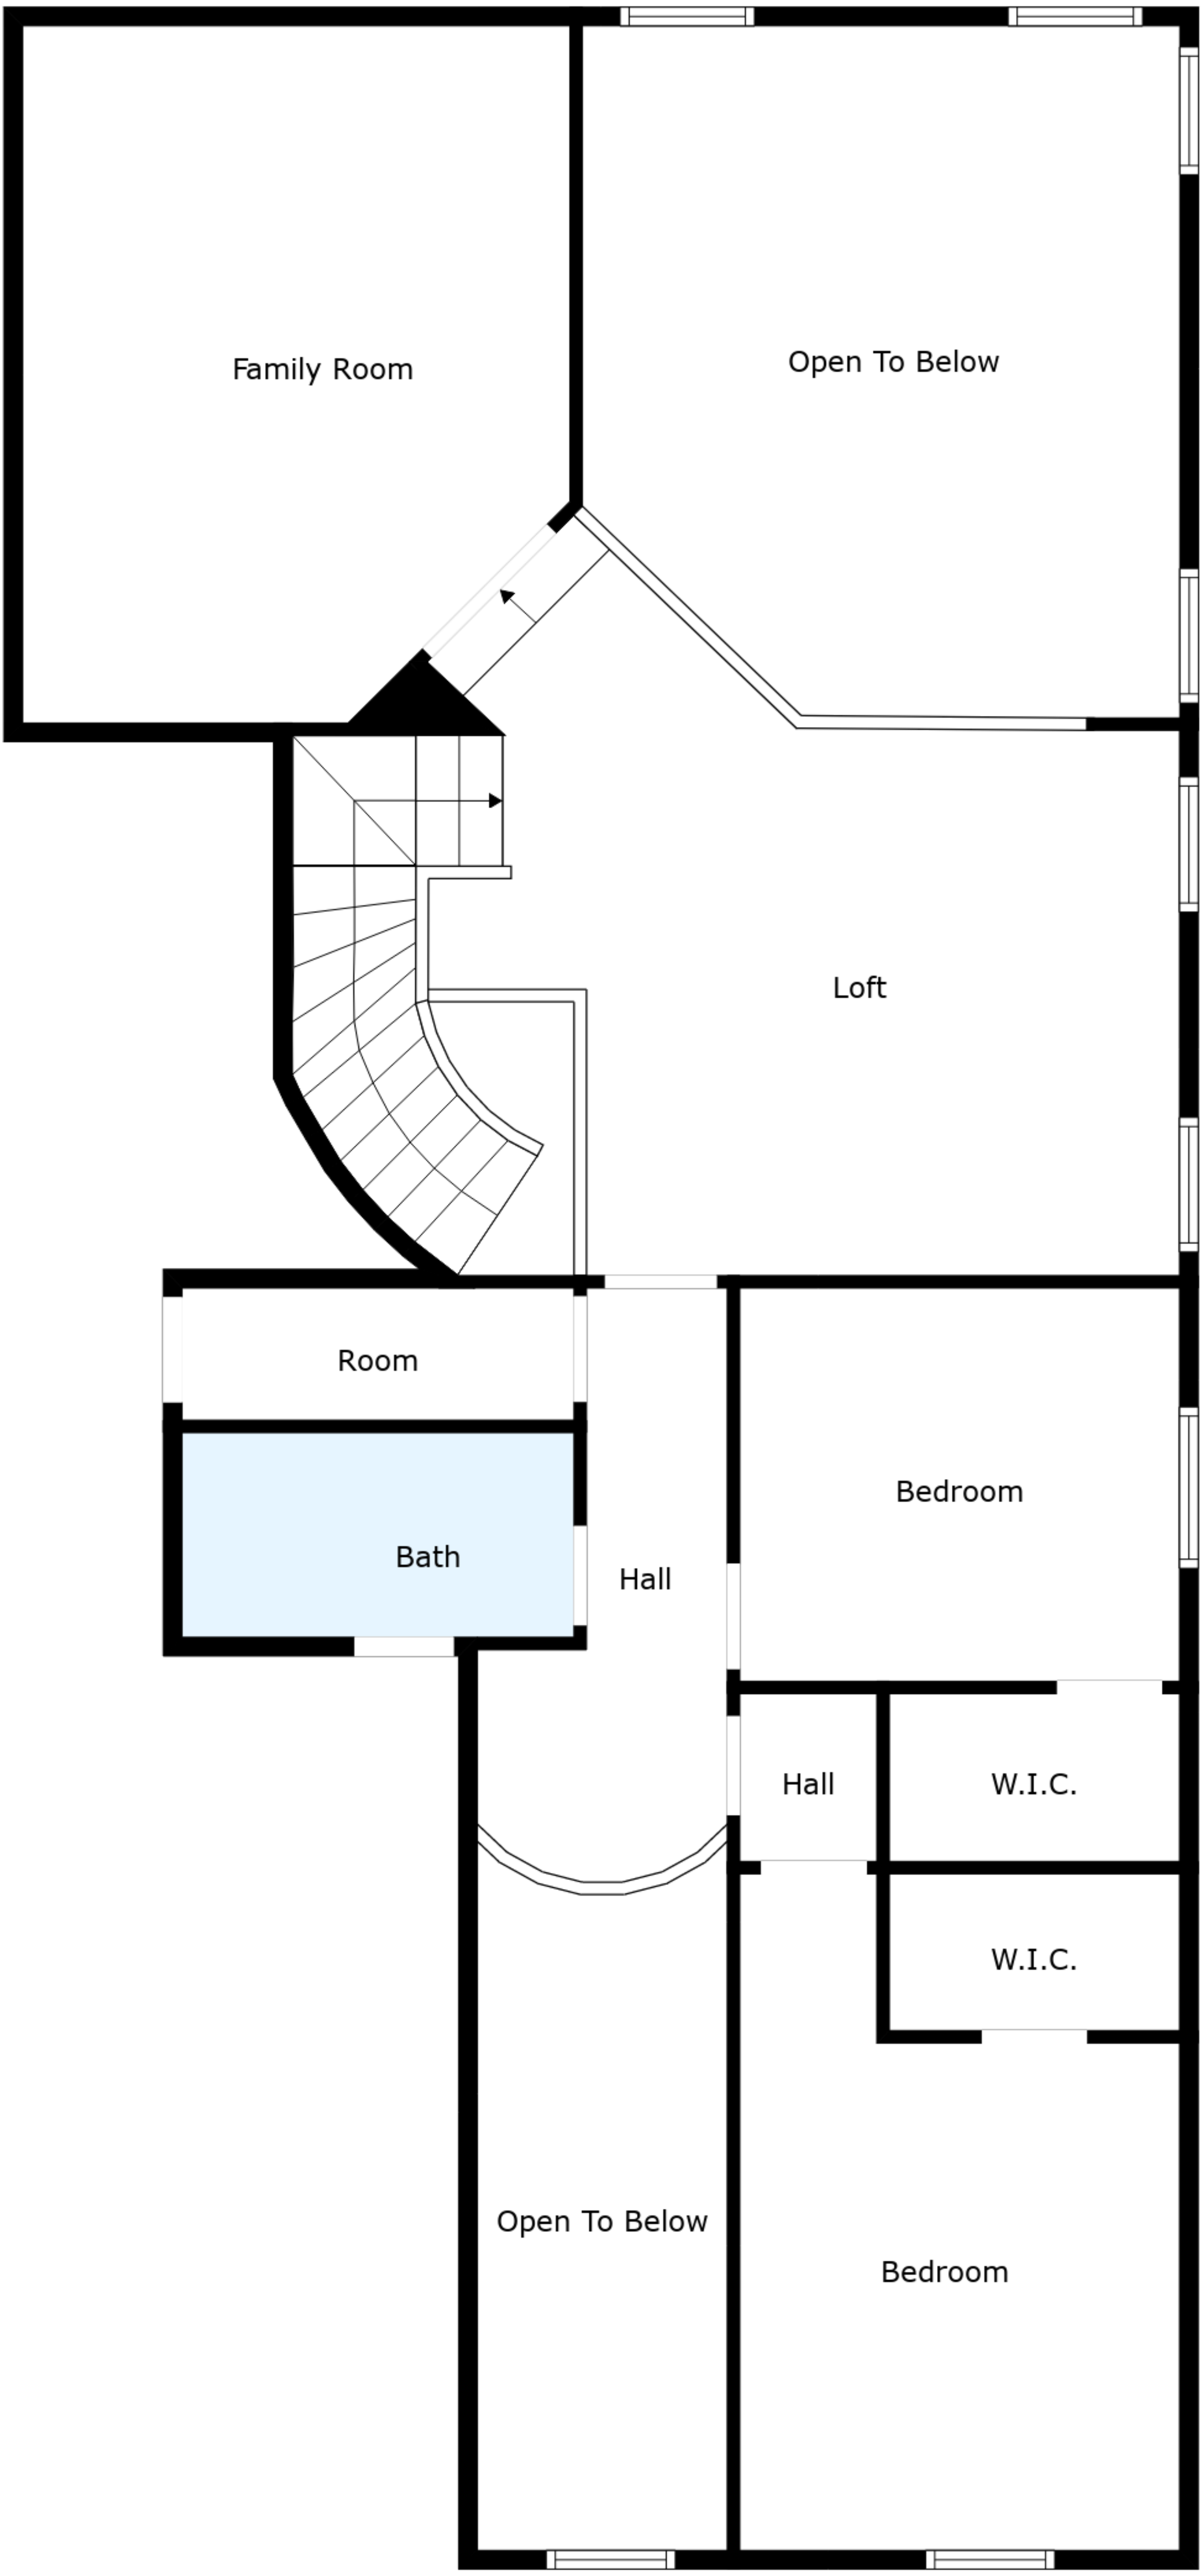 Family Room
Open To Below
Loft
Room
Bedroom
Bath
Hall
Hall
W.I.C.
W.I.C.
Open To Below
Bedroom